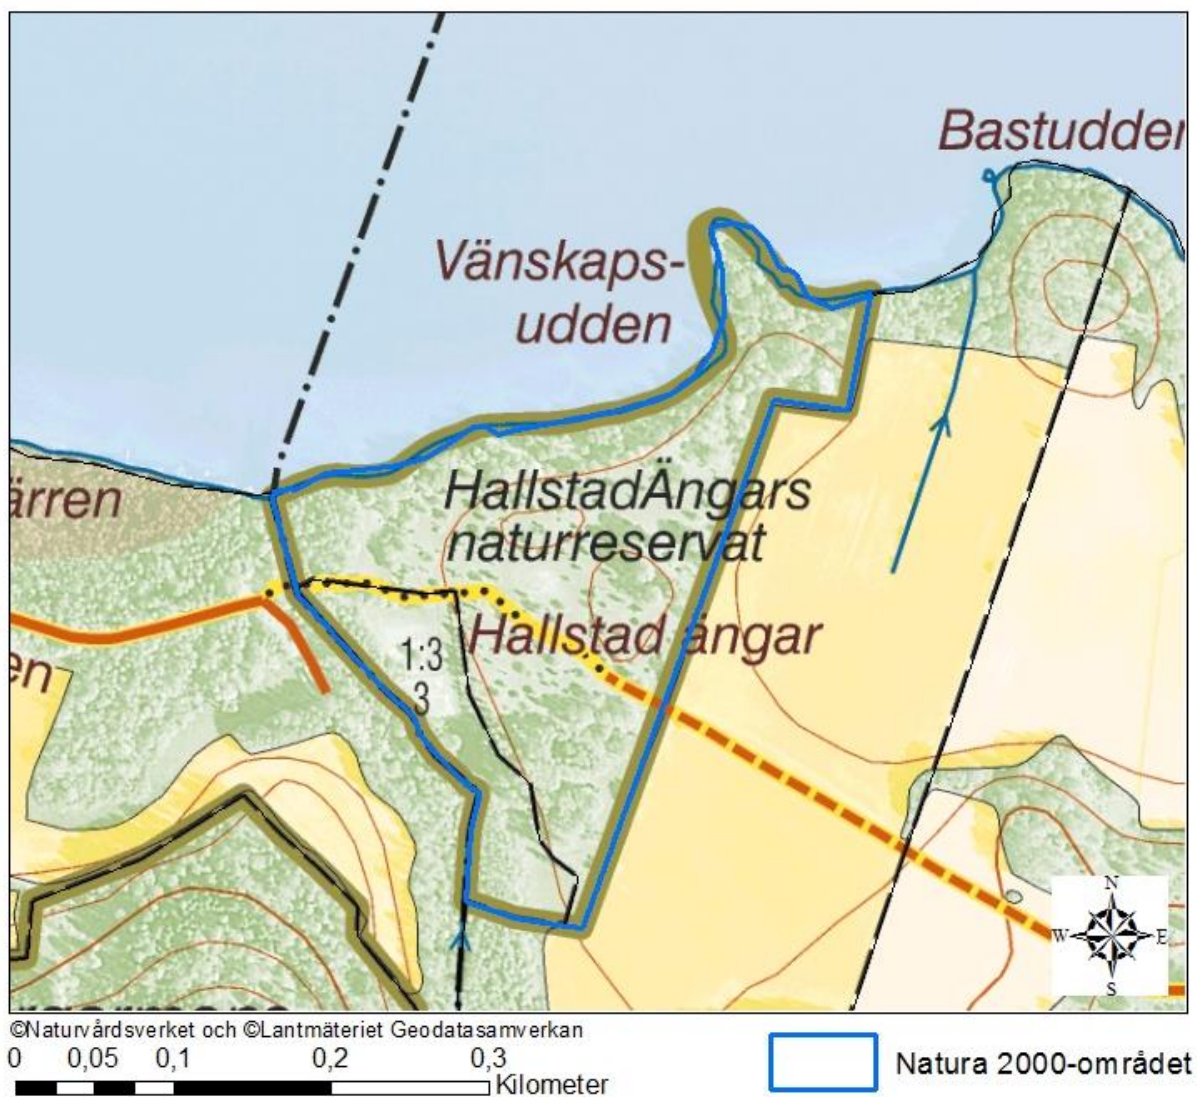 Bastudden
Vänskaps-
udden
HallstadÄngars
naturreservat
ärren
Hallstad ängar
1:3
3
en
N
W E
S
©Naturvårdsverket och ©Lantmäteriet Geodatasamverkan
0 0,05 0,1 0,2 0,3
Kilometer
Natura 2000-området